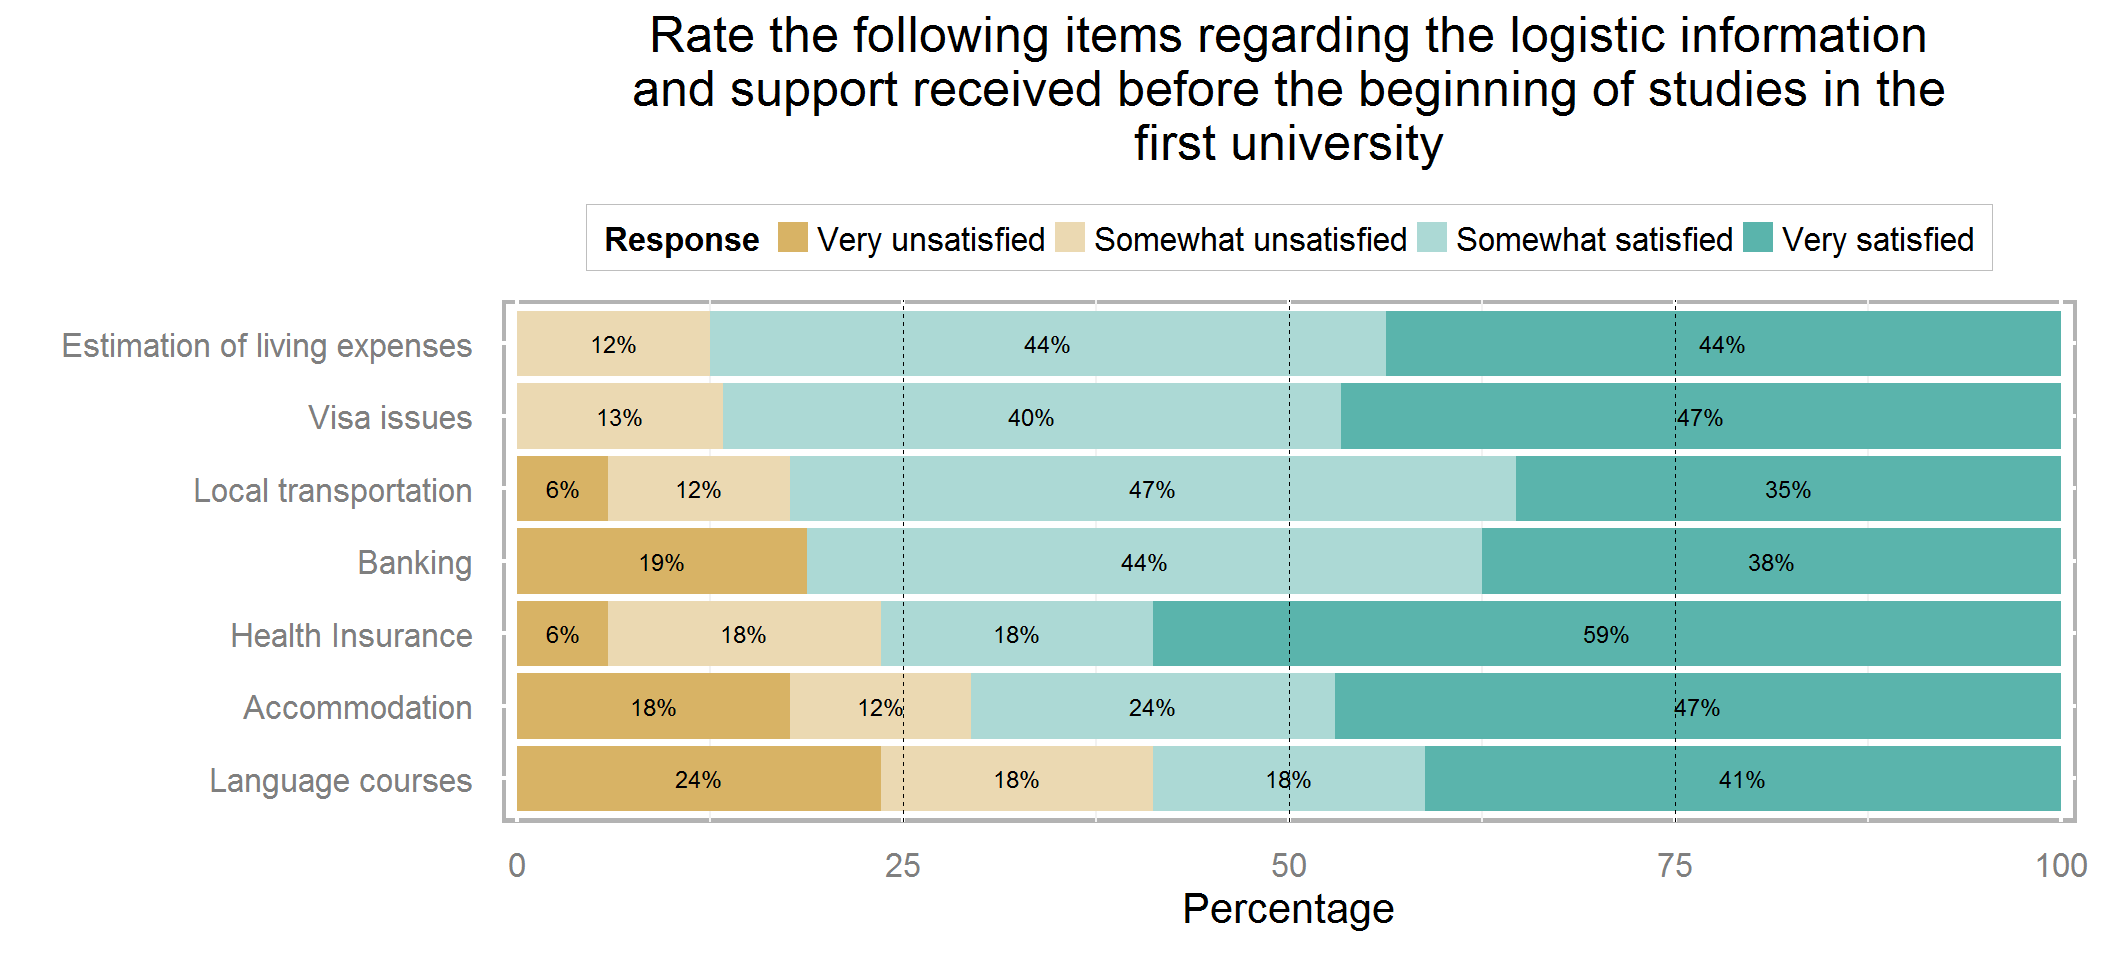 Rate the following items regarding the logistic information
and support received before the beginning of studies in the
first university
Response Very unsatisfied Somewhat unsatisfied Somewhat satisfied Very satisfied
Estimation of living expenses 12% 44% 44%
Visa issues 13% 40% 47%
Local transportation 6% 12% 47% 35%
Banking 19% 44% 38%
Health Insurance 6% 18% 18% 59%
Accommodation 18% 12% 24% 47%
Language courses 24% 18% 18% 41%
0 25 50 75 100
Percentage